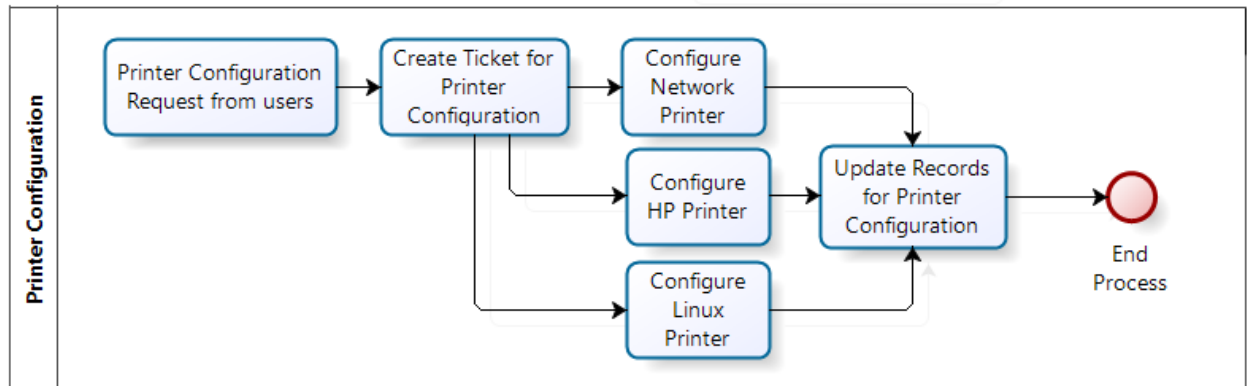 Printer Configuration
Printer Configuration
Request from users
Create Ticket for
Printer
Configuration
Configure
Network
Printer
Configure
HP Printer
Configure
Linux
Printer
Update Records
for Printer
Configuration
End
Process